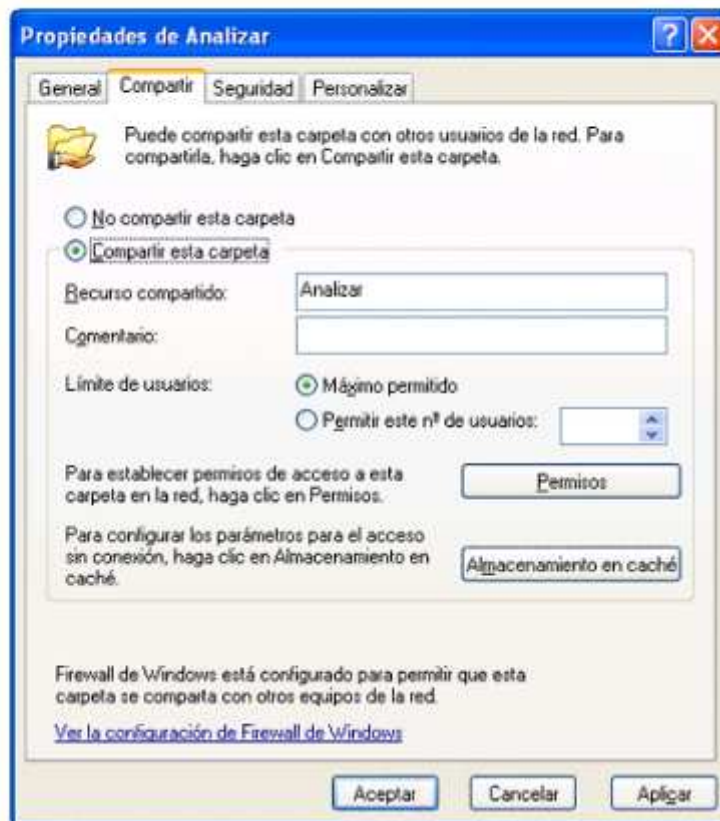 Propiedades de Analizar
General Compartir Seguridad Personalizar
Puede compartir esta carpeta con otros usuarios de la red. Para
compartirla, haga clic en Compartir esta carpeta.
No compartir esta carpeta
Compartir esta carpeta
Recurso compartido: Analizar
Comentario:
Límite de usuarios: Máximo permitido
Permitir este nº de usuarios:
Para establecer permisos de acceso a esta
carpeta en la red, haga clic en Permisos.
Permisos
Para configurar los parámetros para el acceso
sin conexión, haga clic en Almacenamiento en
caché.
Almacenamiento en caché
Firewall de Windows está configurado para permitir que esta
carpeta se comparta con otros equipos de la red.
Ver la configuración de Firewall de Windows
Aceptar Cancelar Aplicar